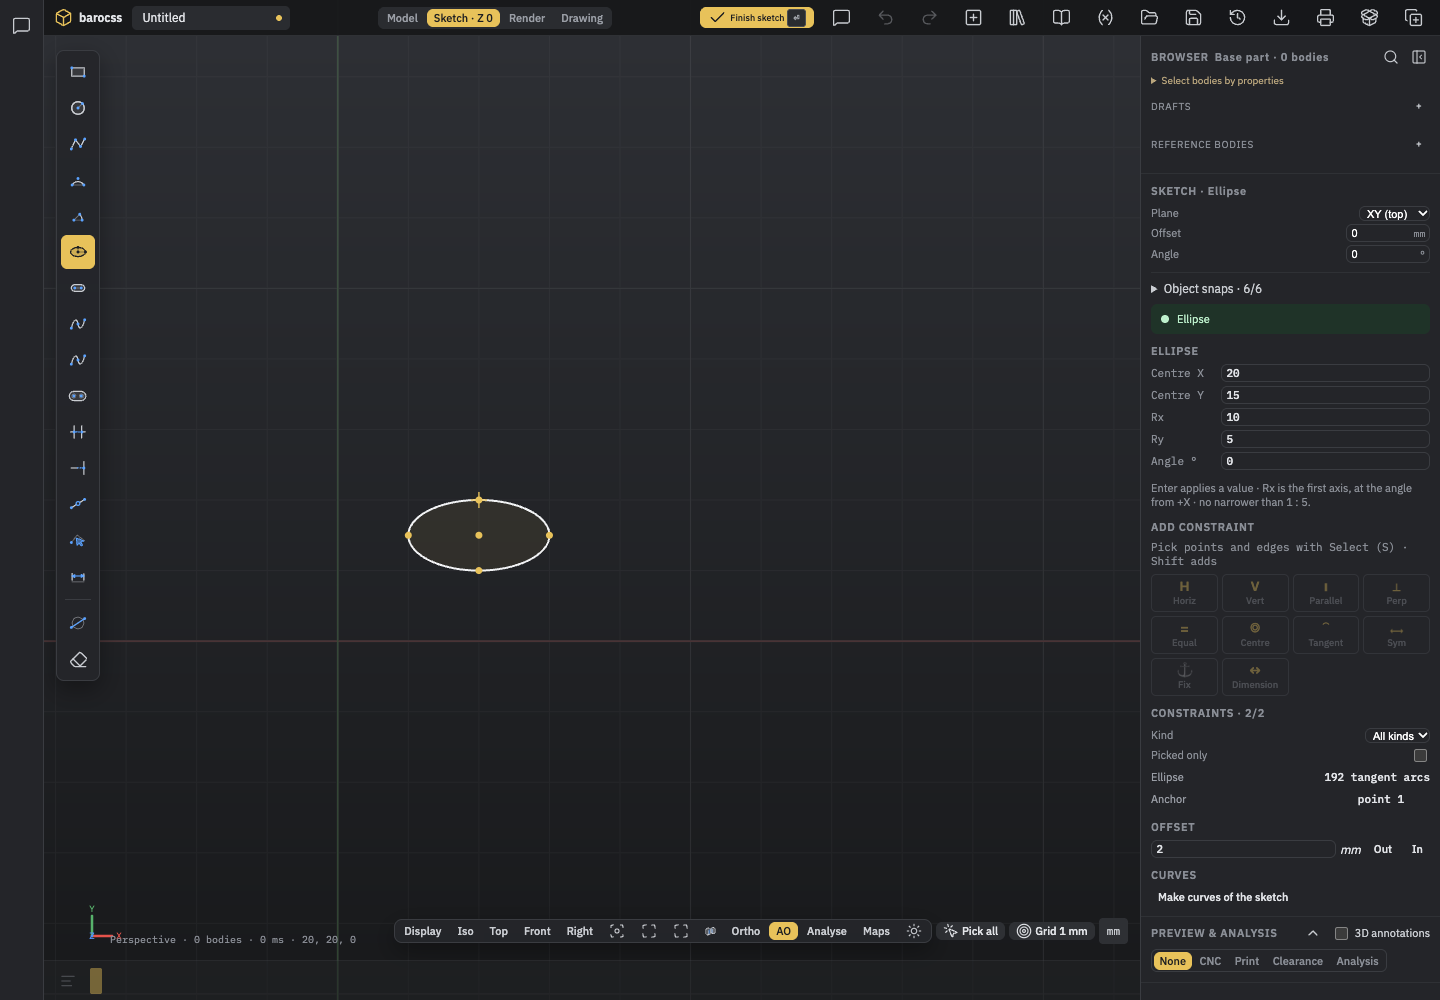 barocss
Untitled
Model
Sketch · Z 0
Render
Drawing
Finish sketch
BROWSER Base part · 0 bodies
Select bodies by properties
DRAFTS
+
REFERENCE BODIES
+
SKETCH · Ellipse
Plane
XY (top)
Offset
0
mm
Angle
0
°
Object snaps · 6/6
Ellipse
ELLIPSE
Centre X
20
Centre Y
15
Rx
10
Ry
5
Angle °
0
Enter applies a value · Rx is the first axis, at the angle
from +X · no narrower than 1 : 5.
ADD CONSTRAINT
Pick points and edges with Select (S) ·
Shift adds
H
Horiz
V
Vert
Parallel
Perp
Equal
Centre
Tangent
Sym
Fix
Dimension
CONSTRAINTS · 2/2
Kind
All kinds
Picked only
Ellipse
192 tangent arcs
Anchor
point 1
OFFSET
2
mm
Out
In
CURVES
Make curves of the sketch
PREVIEW & ANALYSIS
3D annotations
None
CNC
Print
Clearance
Analysis
Y
X
Z
Perspective · 0 bodies · 0 ms · 20, 20, 0
Display
Iso
Top
Front
Right
Ortho
AO
Analyse
Maps
Pick all
Grid 1 mm
mm